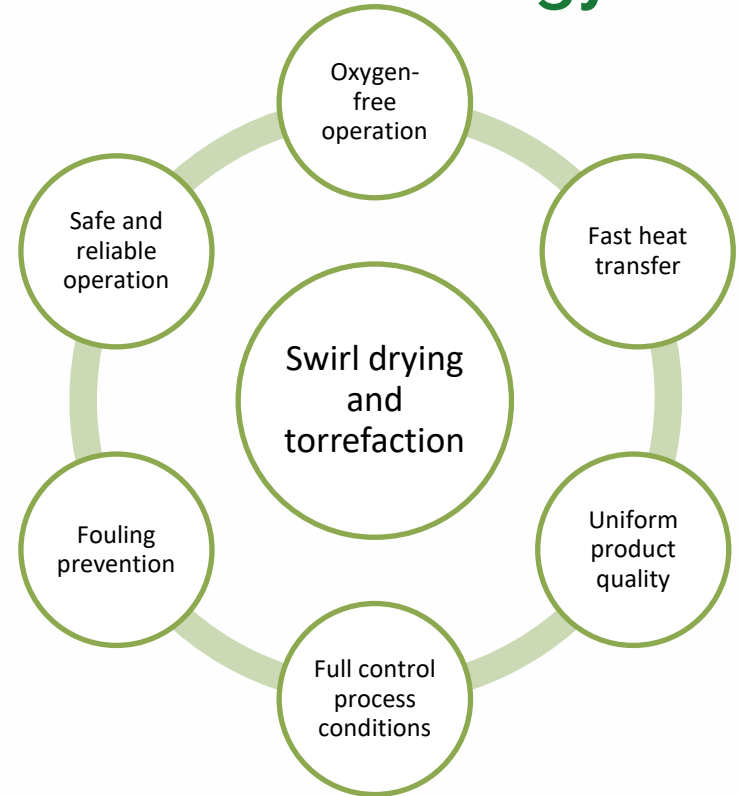 Oxygen-
free
operation
Fast heat
transfer
Uniform
product
quality
Full control
process
conditions
Fouling
prevention
Safe and
reliable
operation
Swirl drying
and
torrefaction